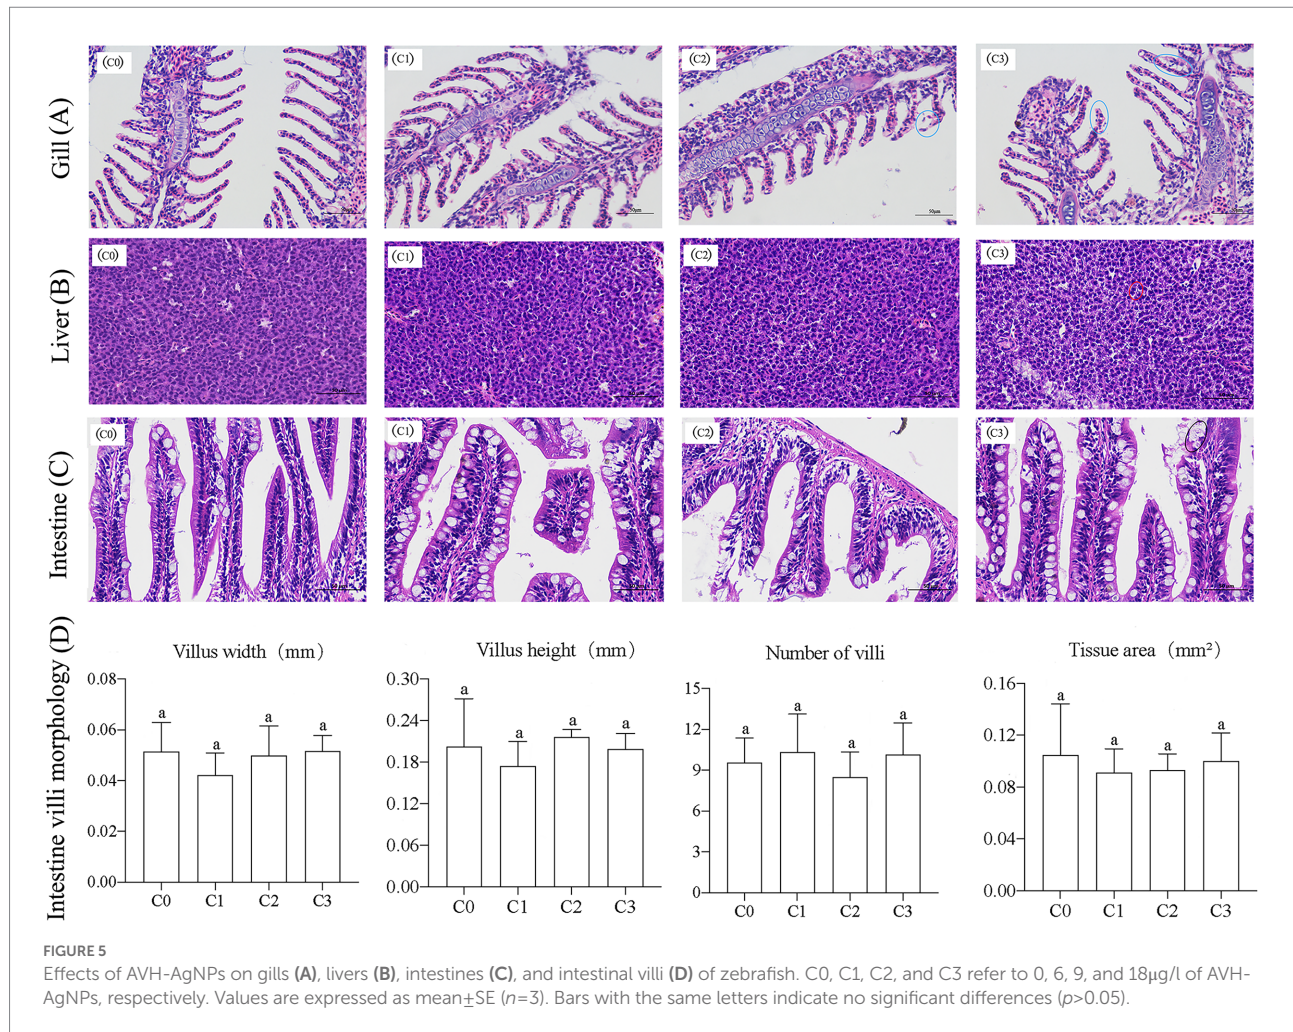 Gill (A)
(C0)
(C1)
(C2)
(C3)
50μm
50μm
Liver (B)
(C0)
(C1)
(C2)
(C3)
Intestine (C)
(C0)
(C1)
(C2)
(C3)
Intestine villi morphology (D)
Villus width（mm）
0.08
0.06
0.04
0.02
0.00
a
a
a
a
C0 C1 C2 C3
Villus height（mm）
0.30
0.24
0.18
0.12
0.06
0.00
a
a
a
a
C0 C1 C2 C3
Number of villi
15
12
9
6
3
0
a
a
a
a
C0 C1 C2 C3
Tissue area（mm²）
0.16
0.12
0.08
0.04
0.00
a
a
a
a
C0 C1 C2 C3
FIGURE 5
Effects of AVH-AgNPs on gills (A), livers (B), intestines (C), and intestinal villi (D) of zebrafish. C0, C1, C2, and C3 refer to 0, 6, 9, and 18μg/l of AVH-
AgNPs, respectively. Values are expressed as mean±SE (n=3). Bars with the same letters indicate no significant differences (p>0.05).